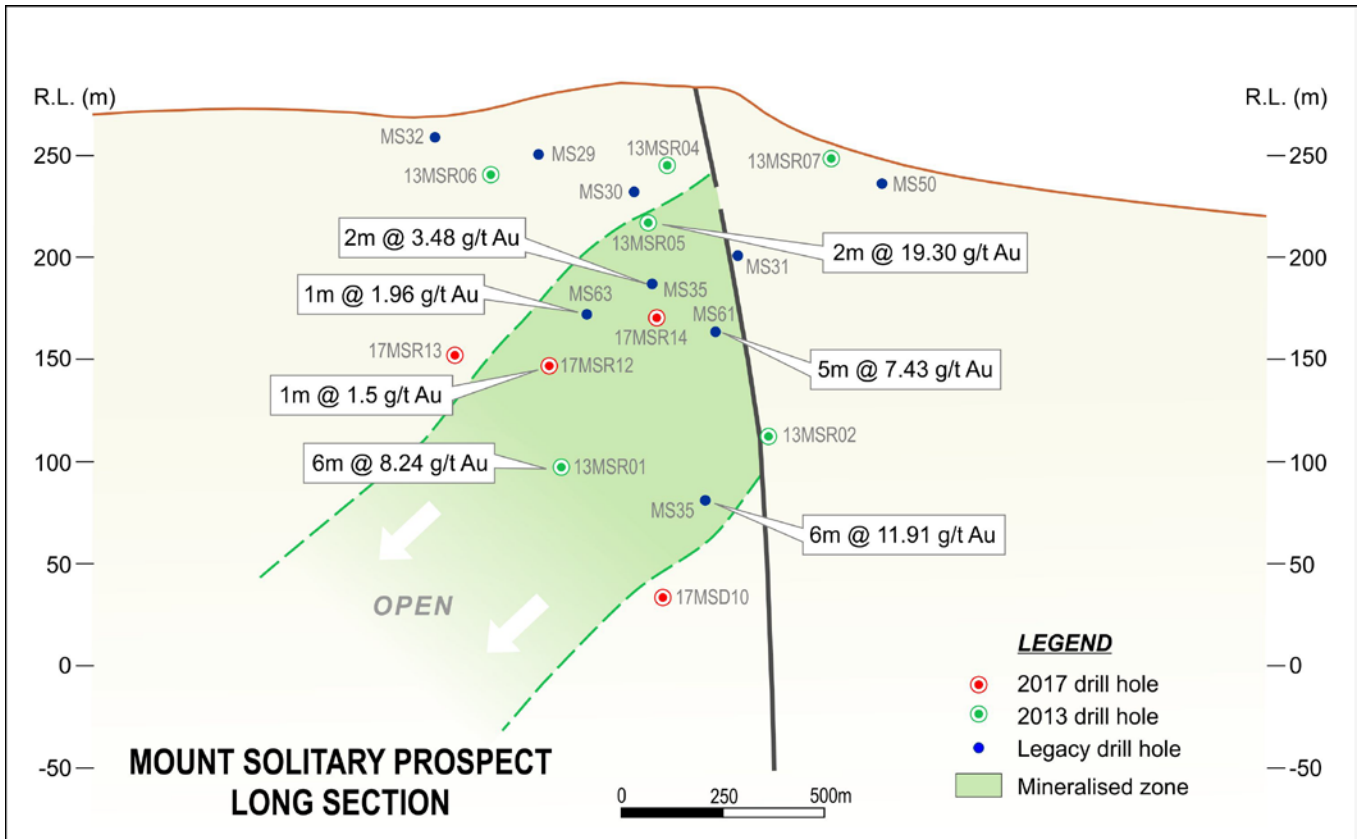 R.L. (m)
R.L. (m)
MS32
MS29
13MSR04
13MSR07
250
250
13MSR06
MS30
MS50
2m @ 3.48 g/t Au
13MSR05
2m @ 19.30 g/t Au
200
MS31
200
1m @ 1.96 g/t Au
MS63
MS35
MS61
17MSR14
17MSR13
150
17MSR12
5m @ 7.43 g/t Au
150
1m @ 1.5 g/t Au
13MSR02
100
6m @ 8.24 g/t Au
13MSR01
100
MS35
6m @ 11.91 g/t Au
50
50
OPEN
17MSD10
LEGEND
0
0
2017 drill hole
2013 drill hole
Legacy drill hole
Mineralised zone
-50
-50
MOUNT SOLITARY PROSPECT
LONG SECTION
0 250 500m